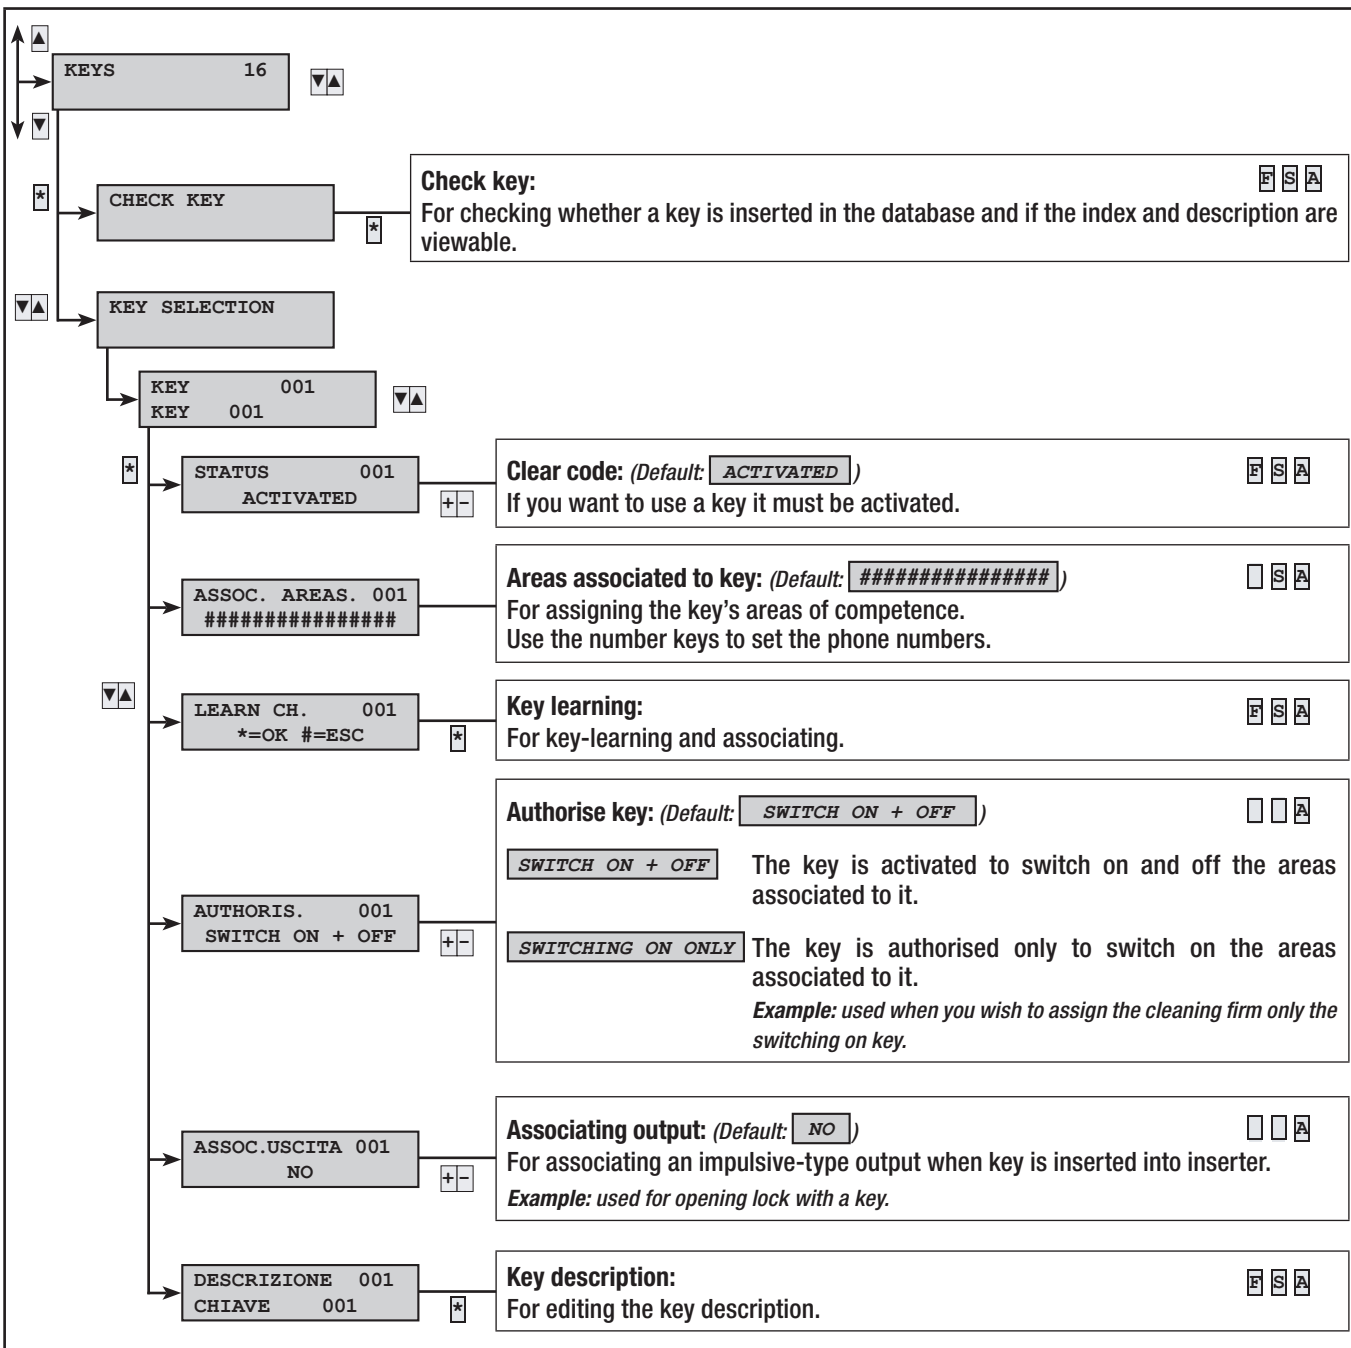 ▲
KEYS 16
▼▲
▼
*
CHECK KEY
*
Check key: F S A
For checking whether a key is inserted in the database and if the index and description are
viewable.
▼▲
KEY SELECTION
KEY 001
KEY 001
▼▲
*
STATUS 001
ACTIVATED
+ -
Clear code: (Default: ACTIVATED ) F S A
If you want to use a key it must be activated.
ASSOC. AREAS. 001
################
Areas associated to key: (Default: ################ ) S A
For assigning the key's areas of competence.
Use the number keys to set the phone numbers.
▼▲
LEARN CH. 001
*=OK #=ESC
*
Key learning: F S A
For key-learning and associating.
AUTHORIS. 001
SWITCH ON + OFF
+ -
Authorise key: (Default: SWITCH ON + OFF ) A
SWITCH ON + OFF The key is activated to switch on and off the areas
associated to it.
SWITCHING ON ONLY The key is authorised only to switch on the areas
associated to it.
Example: used when you wish to assign the cleaning firm only the
switching on key.
ASSOC.USCITA 001
NO
+ -
Associating output: (Default: NO ) A
For associating an impulsive-type output when key is inserted into inserter.
Example: used for opening lock with a key.
DESCRIZIONE 001
CHIAVE 001
*
Key description: F S A
For editing the key description.